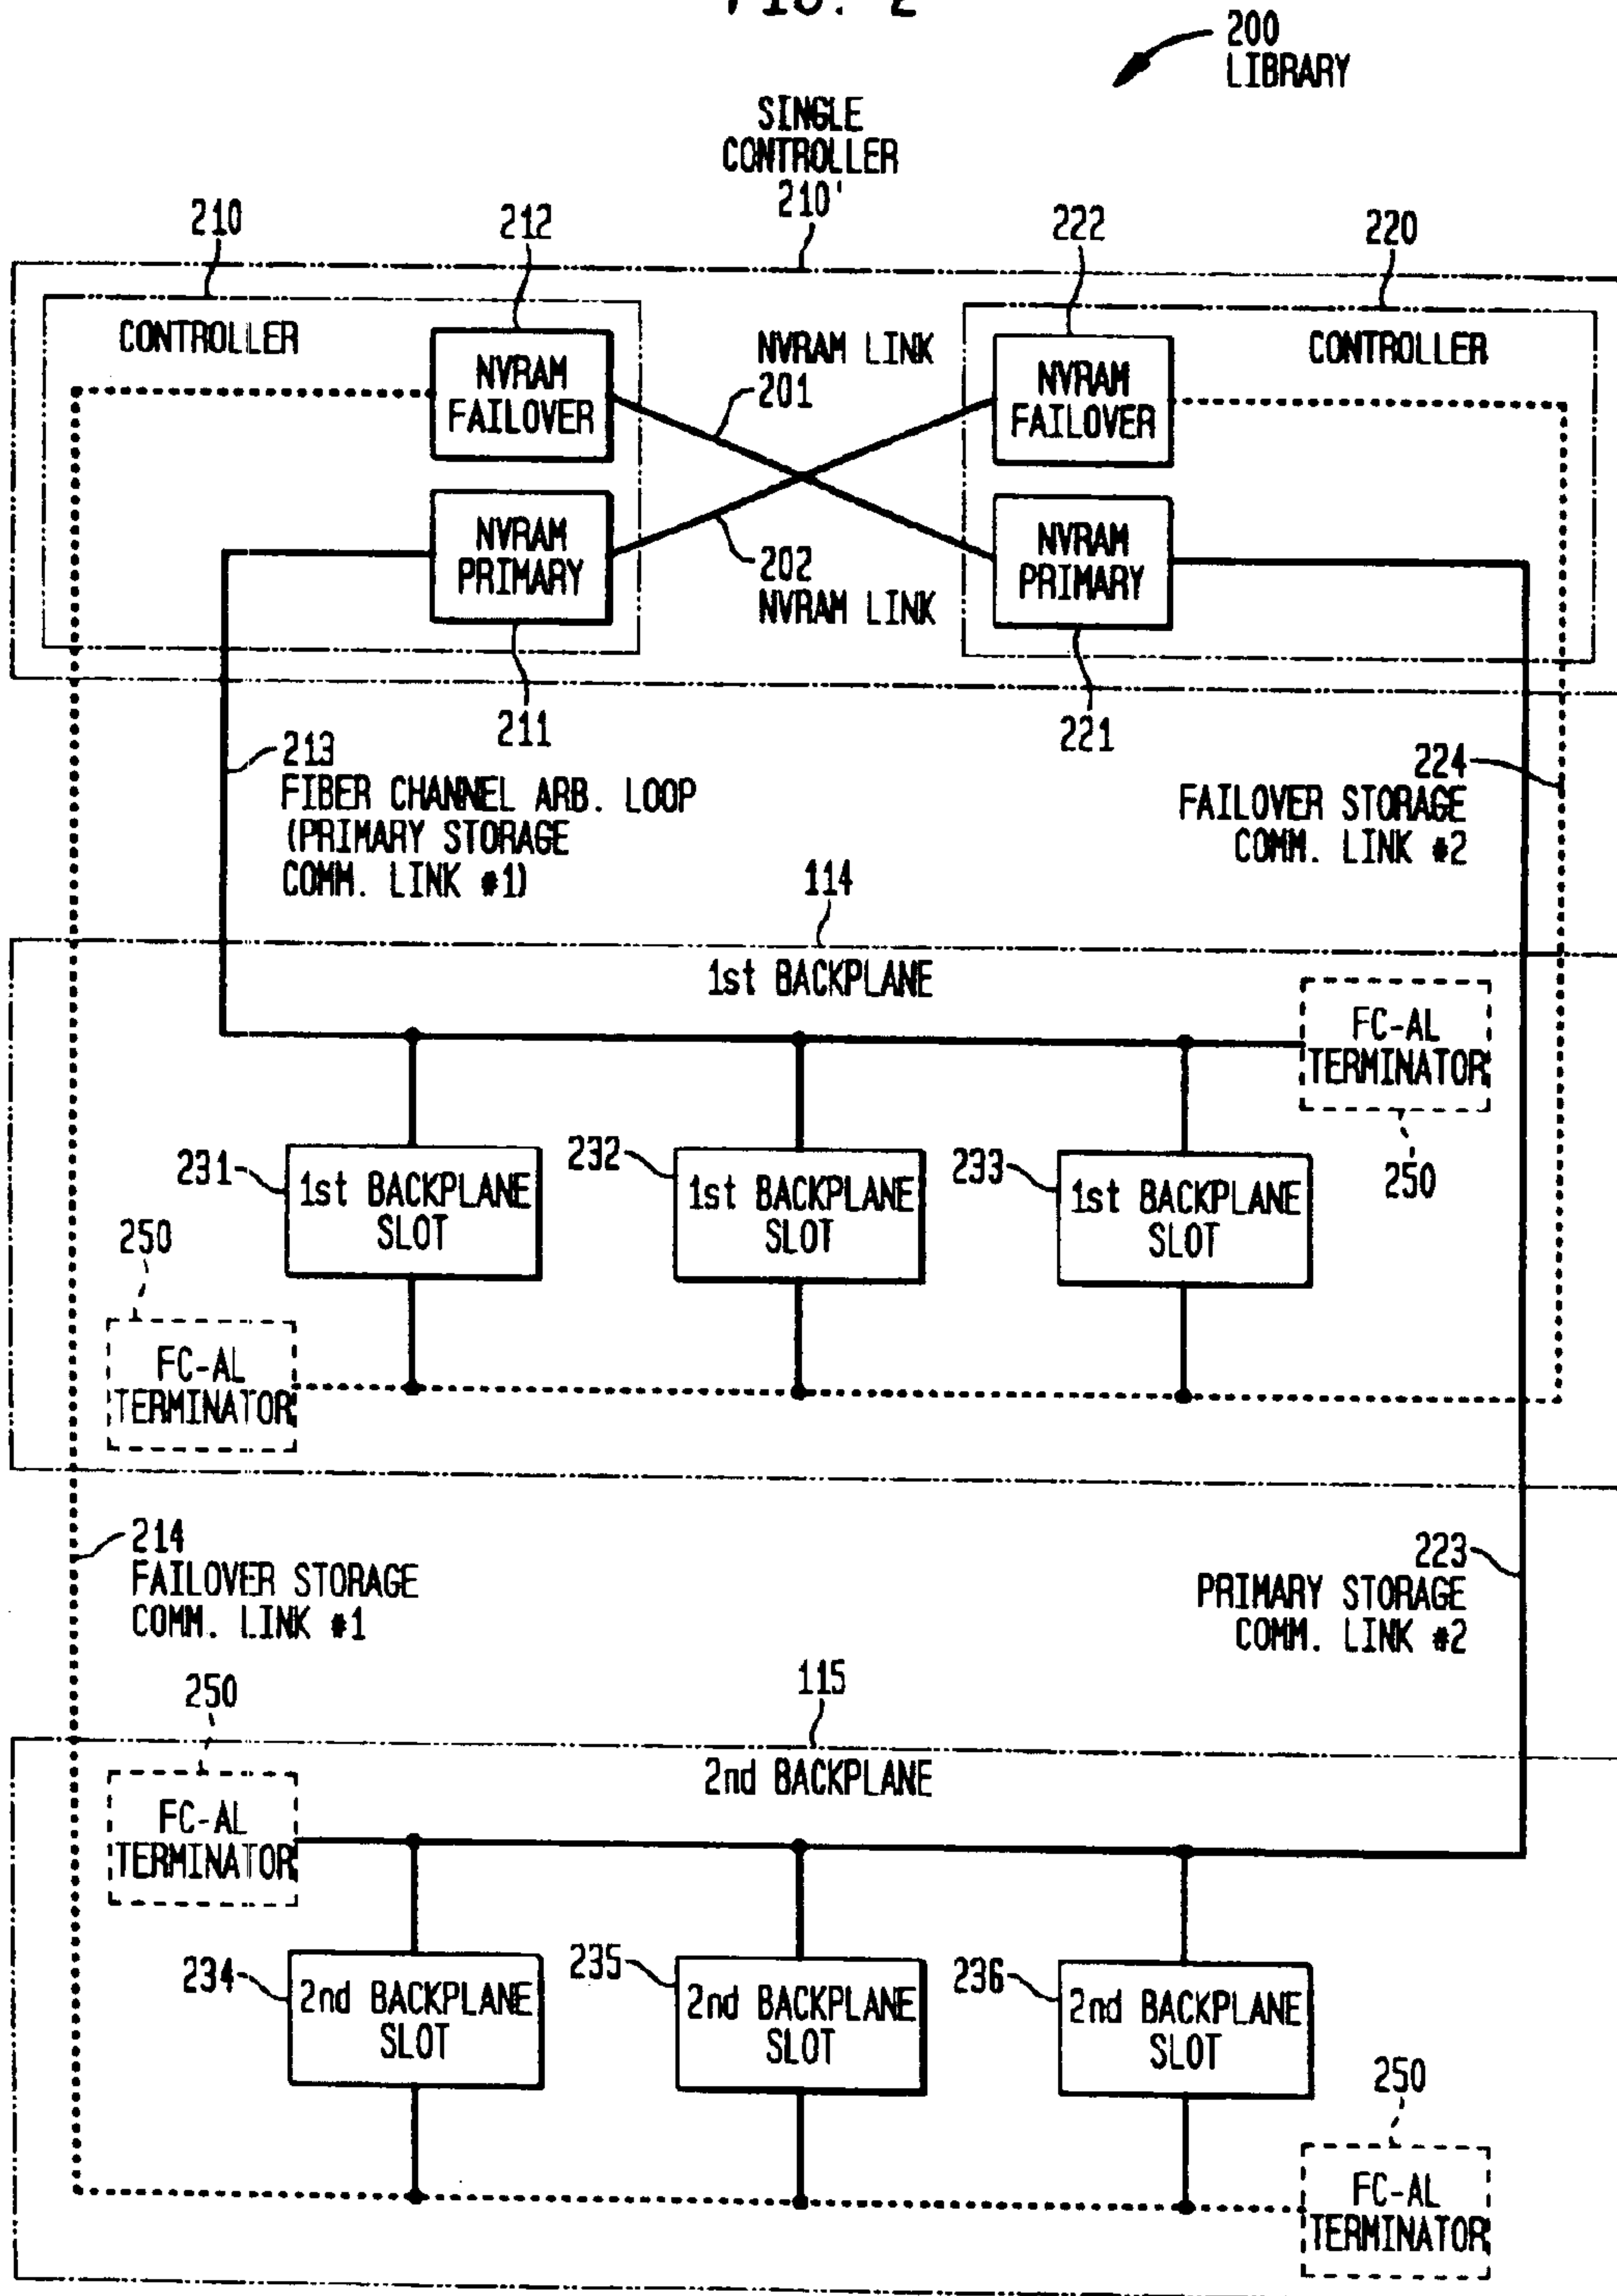 FIG. 2
200
LIBRARY
SINGLE
CONTROLLER
210'
210
212
222
220
CONTROLLER
NVRAM
FAILOVER
NVRAM LINK
201
NVRAM
FAILOVER
CONTROLLER
NVRAM
PRIMARY
202
NVRAM LINK
NVRAM
PRIMARY
211
221
213
FIBER CHANNEL ARB. LOOP
(PRIMARY STORAGE
COMM. LINK #1)
224
FAILOVER STORAGE
COMM. LINK #2
114
1st BACKPLANE
FC-AL
TERMINATOR
250
231
1st BACKPLANE
SLOT
232
1st BACKPLANE
SLOT
233
1st BACKPLANE
SLOT
250
FC-AL
TERMINATOR
214
FAILOVER STORAGE
COMM. LINK #1
223
PRIMARY STORAGE
COMM. LINK #2
250
115
2nd BACKPLANE
FC-AL
TERMINATOR
234
2nd BACKPLANE
SLOT
235
2nd BACKPLANE
SLOT
236
2nd BACKPLANE
SLOT
250
FC-AL
TERMINATOR